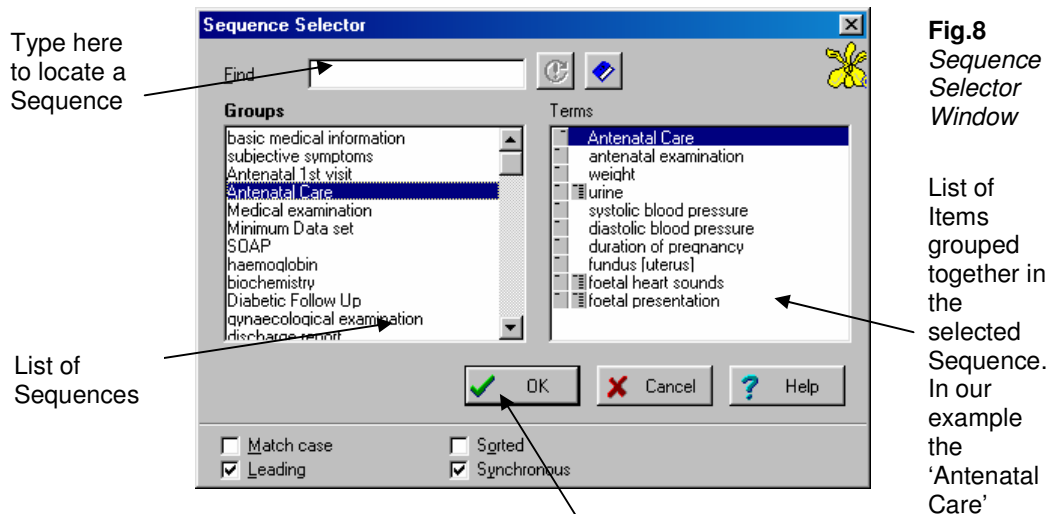 Type here
to locate a
Sequence
Sequence Selector
Find
Groups
basic medical information
subjective symptoms
Antenatal 1st visit
Antenatal Care
Medical examination
Minimum Data set
SOAP
haemoglobin
biochemistry
Diabetic Follow Up
gynaecological examination
discharge report
Terms
Antenatal Care
antenatal examination
weight
urine
systolic blood pressure
diastolic blood pressure
duration of pregnancy
fundus [uterus]
foetal heart sounds
foetal presentation
OK
Cancel
? Help
Match case
Sorted
Leading
Synchronous
List of
Sequences
Fig.8
Sequence
Selector
Window
List of
Items
grouped
together in
the
selected
Sequence.
In our
example
the
‘Antenatal
Care’